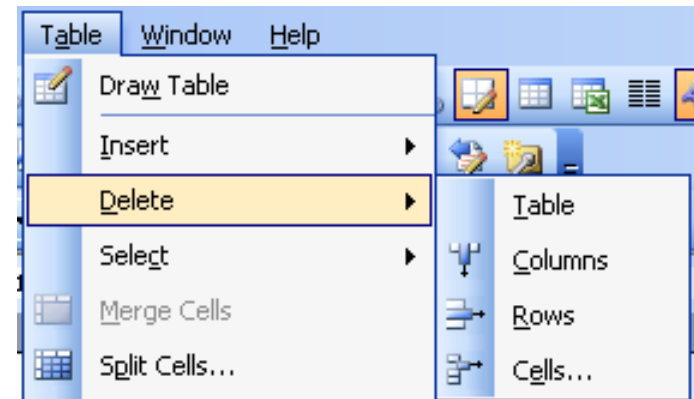 Table Window Help
Draw Table
Insert
Delete
Table
Select
Columns
Merge Cells
Rows
Split Cells...
Cells...